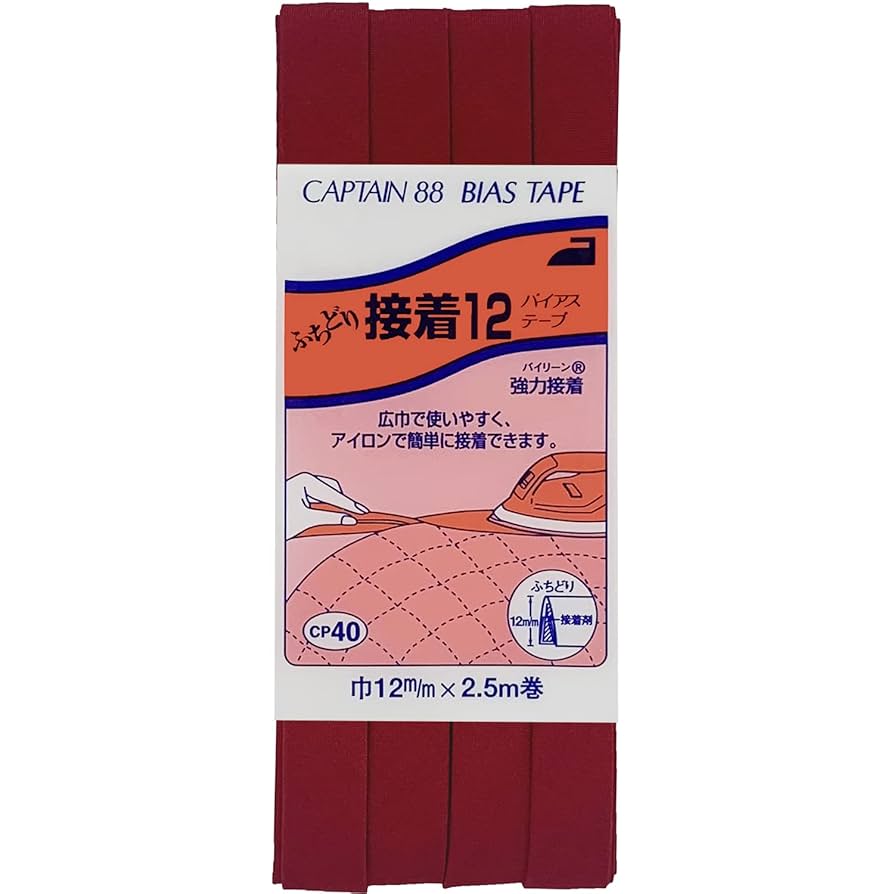 CAPTAIN 88 BIAS TAPE
ふちどり 接着12 バイアス
テープ
バイリーン®
強力接着
広巾で使いやすく、
アイロンで簡単に接着できます。
ふちどり
12m/m 接着剤
CP40
巾12m/m×2.5m巻